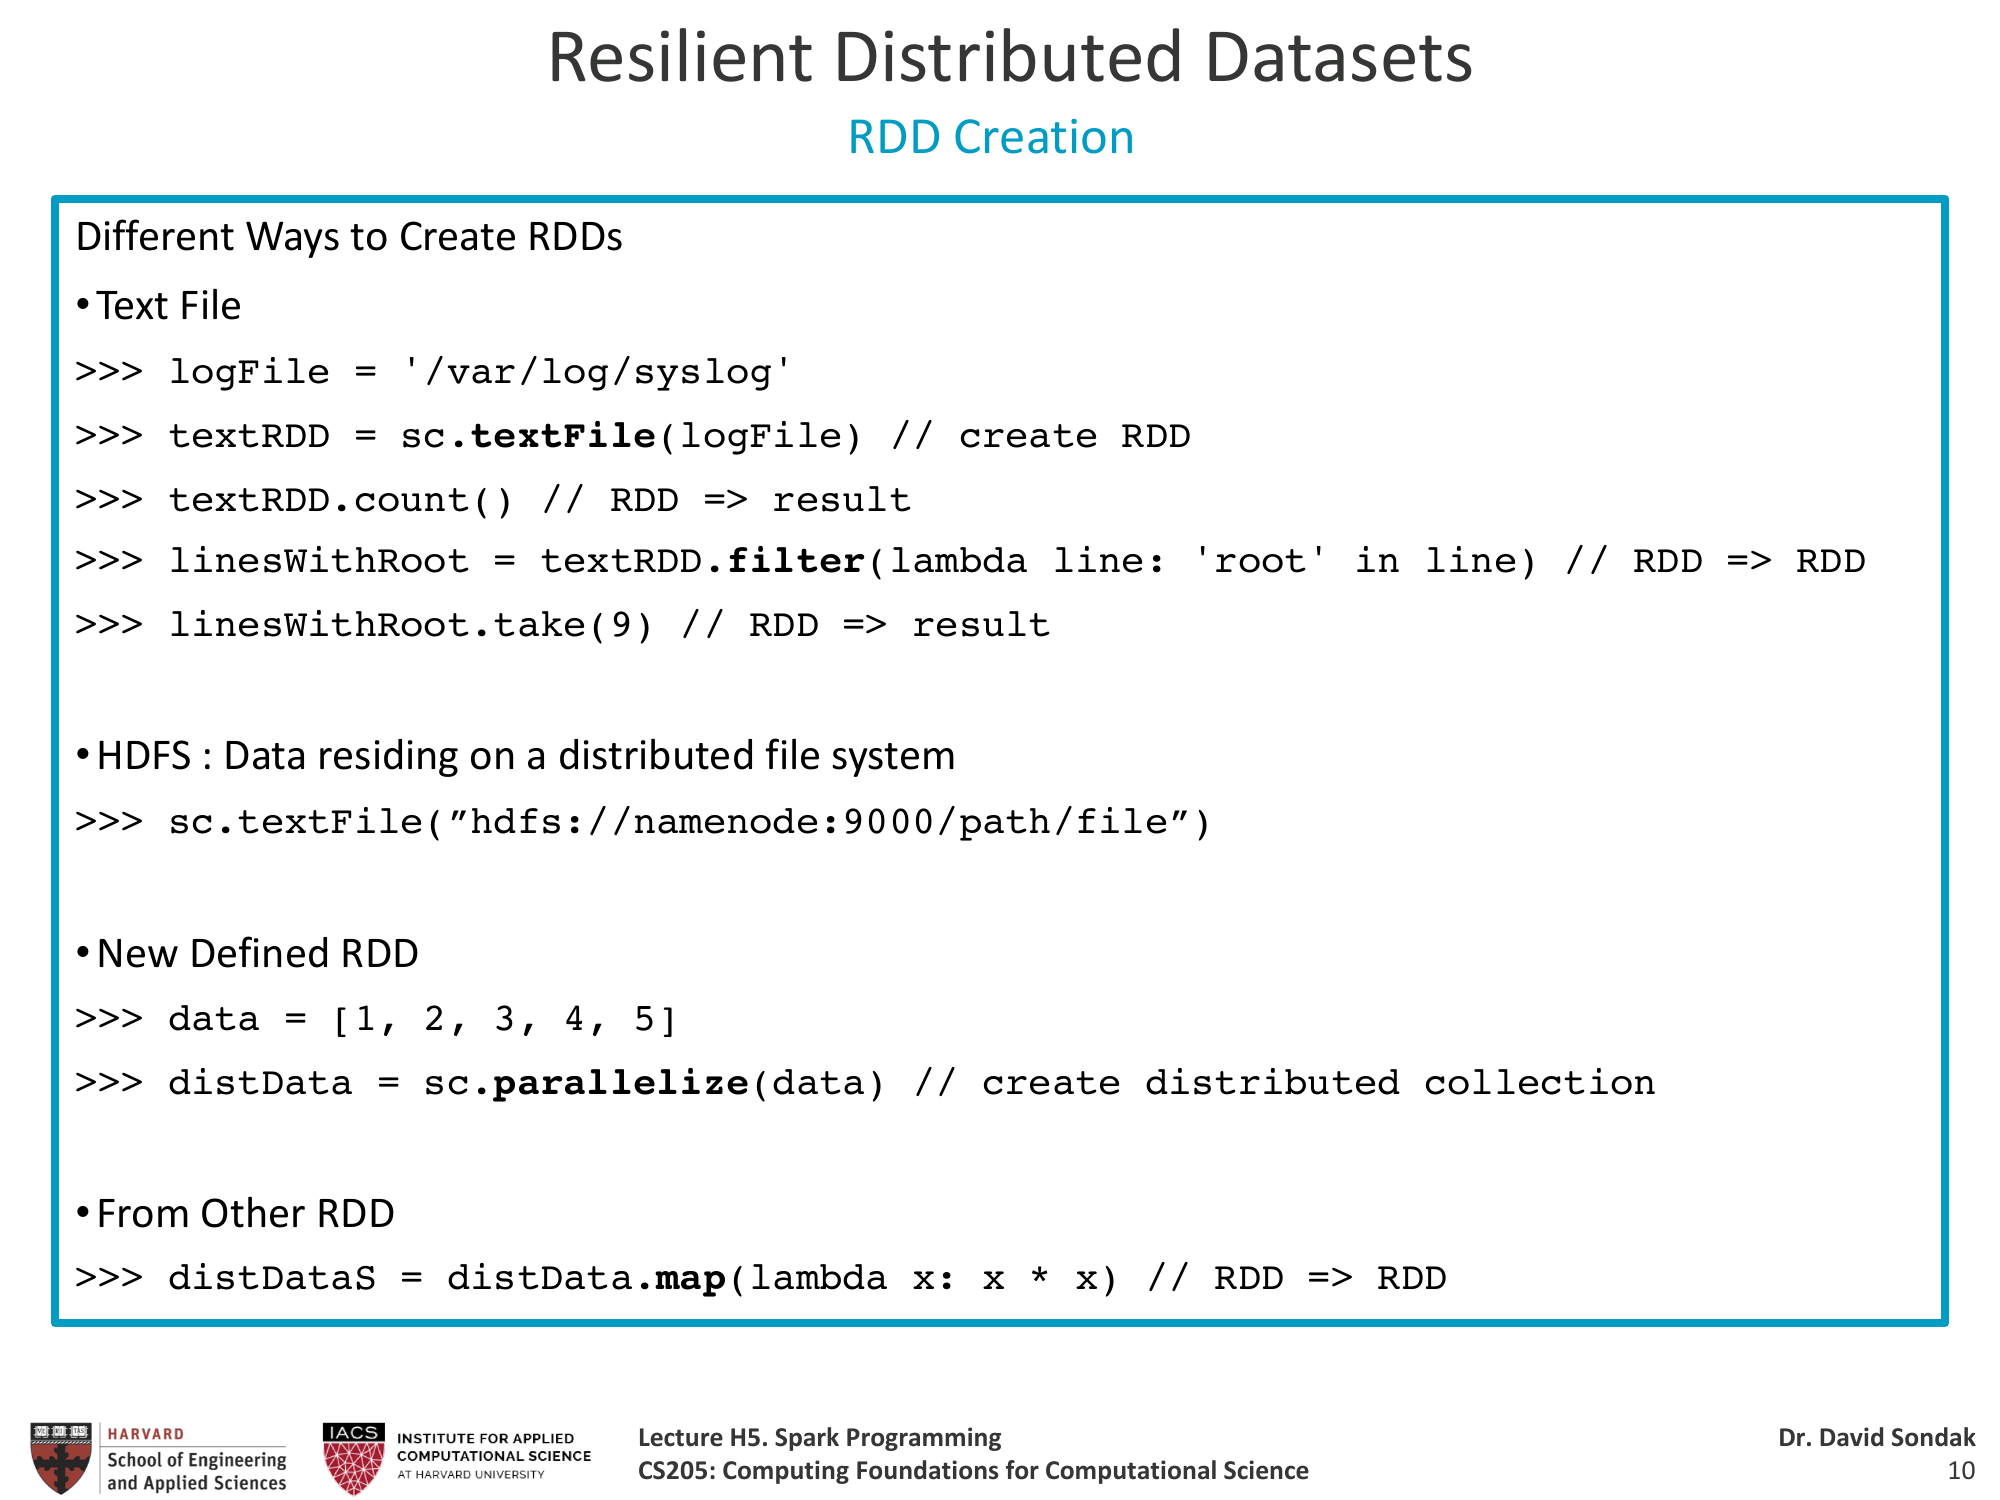 Resilient Distributed Datasets
RDD Creation
Different Ways to Create RDDs
•Text File
>>> logFile = '/var/log/syslog'
>>> textRDD = sc.textFile(logFile) // create RDD
>>> textRDD.count() // RDD => result
>>> linesWithRoot = textRDD.filter(lambda line: 'root' in line) // RDD => RDD
>>> linesWithRoot.take(9) // RDD => result
•HDFS : Data residing on a distributed file system
>>> sc.textFile(”hdfs://namenode:9000/path/file”)
•New Defined RDD
>>> data = [1, 2, 3, 4, 5]
>>> distData = sc.parallelize(data) // create distributed collection
•From Other RDD
>>> distDataS = distData.map(lambda x: x * x) // RDD => RDD
HARVARD
School of Engineering
and Applied Sciences
IACS
INSTITUTE FOR APPLIED
COMPUTATIONAL SCIENCE
AT HARVARD UNIVERSITY
Lecture H5. Spark Programming
CS205: Computing Foundations for Computational Science
Dr. David Sondak
10